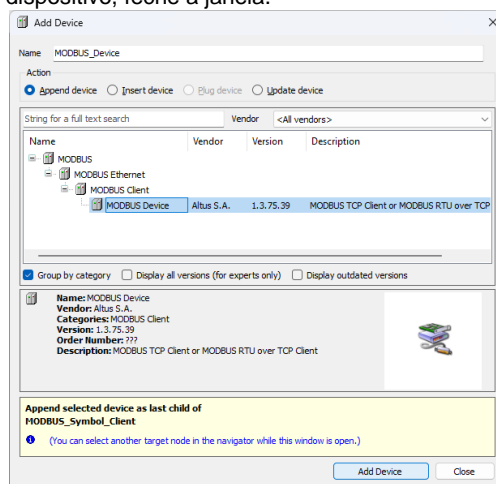 dispositivo, feche a janela.
Add Device
Name MODBUS_Device
Action
Append device Insert device Plug device Update device
String for a full text search Vendor <All vendors>
Name Vendor Version Description
MODBUS
MODBUS Ethernet
MODBUS Client
MODBUS Device Altus S.A. 1.3.75.39 MODBUS TCP Client or MODBUS RTU over TCP
Group by category Display all versions (for experts only) Display outdated versions
Name: MODBUS Device
Vendor: Altus S.A.
Categories: MODBUS Client
Version: 1.3.75.39
Order Number: ???
Description: MODBUS TCP Client or MODBUS RTU over TCP Client
Append selected device as last child of
MODBUS_Symbol_Client
(You can select another target node in the navigator while this window is open.)
Add Device Close